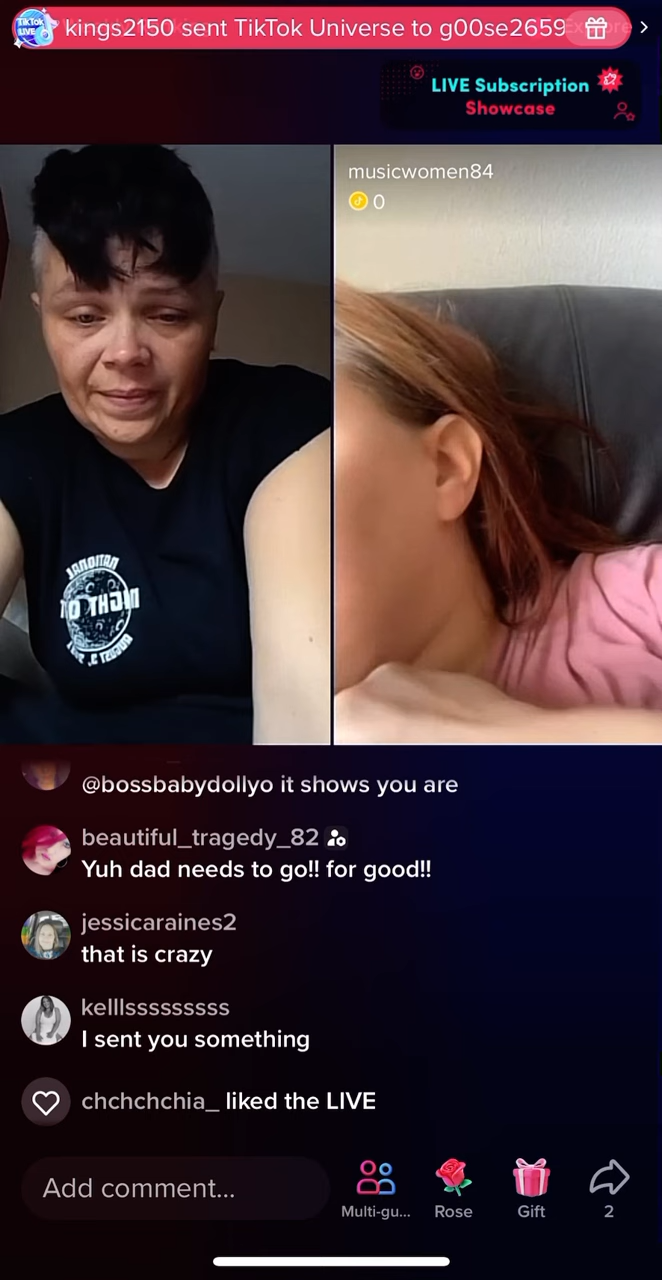 kings2150 sent TikTok Universe to g00se2659
LIVE Subscription
Showcase
musicwomen84
0
@bossbabydollyo it shows you are
beautiful_tragedy_82
Yuh dad needs to go!! for good!!
jessicaraines2
that is crazy
kelllsssssssss
I sent you something
chchchchia_ liked the LIVE
Add comment...
Multi-gu...
Rose
Gift
2